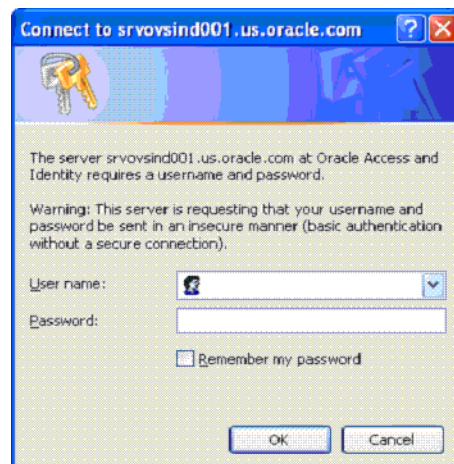 Connect to srvovsind001.us.oracle.com
The server srvovsind001.us.oracle.com at Oracle Access and
Identity requires a username and password.
Warning: This server is requesting that your username and
password be sent in an insecure manner (basic authentication
without a secure connection).
User name:
Password:
Remember my password
OK Cancel